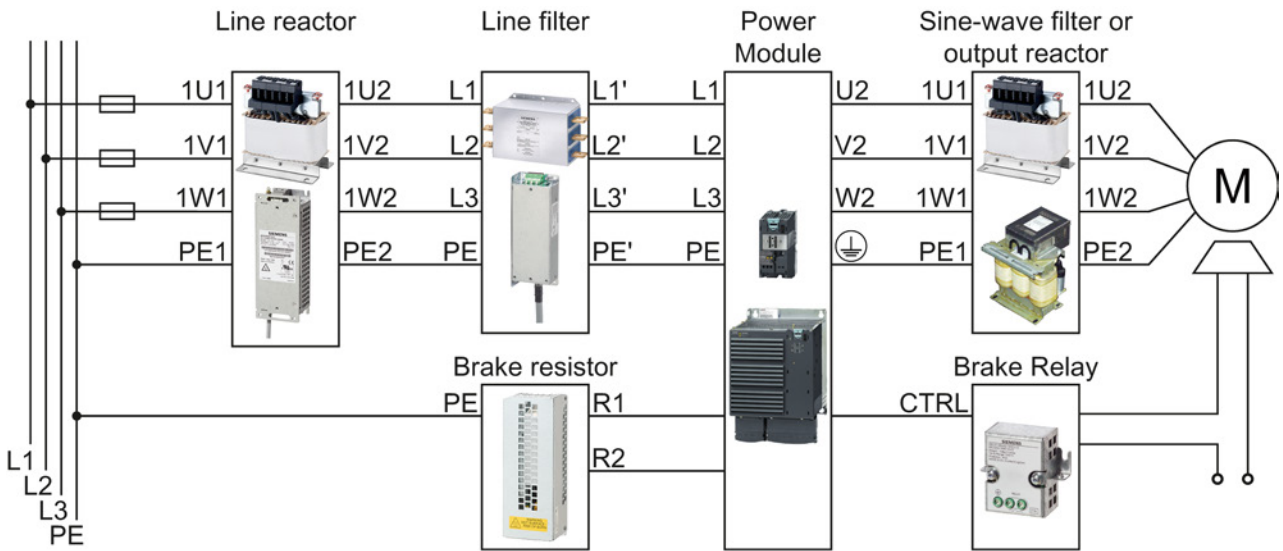 Line reactor
Line filter
Power
Module
Sine-wave filter or
output reactor
1U1 1U2 L1 L1' L1 U2 1U1 1U2
1V1 1V2 L2 L2' L2 V2 1V1 1V2
1W1 1W2 L3 L3' L3 W2 1W1 1W2
PE1 PE2 PE PE' PE PE1 PE2
M
Brake resistor
Brake Relay
PE R1 CTRL
R2
L1
L2
L3
PE